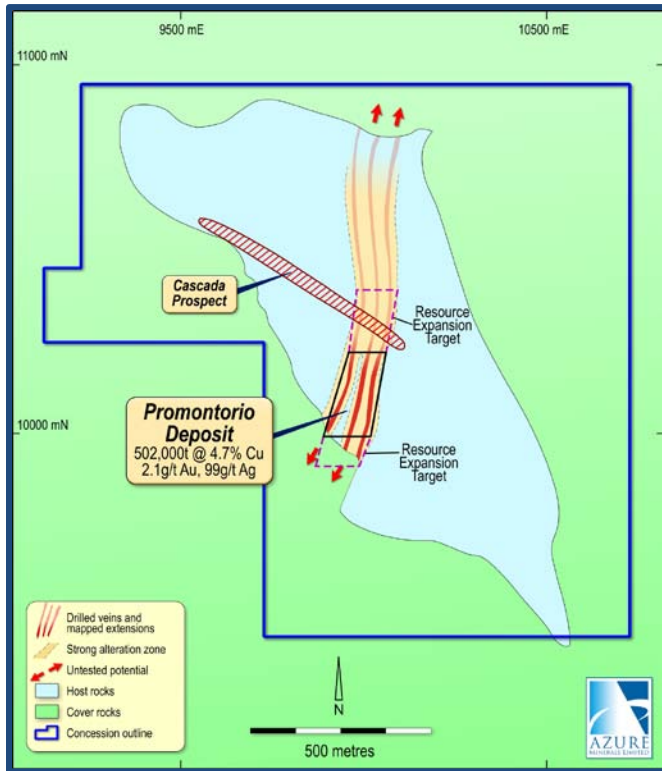 9500 mE
10500 mE
11000 mN
Cascada
Prospect
Resource
Expansion
Target
Promontorio
Deposit
502,000t @ 4.7% Cu
2.1g/t Au, 99g/t Ag
10000 mN
Resource
Expansion
Target
Drilled veins and
mapped extensions
Strong alteration zone
Untested potential
Host rocks
Cover rocks
Concession outline
N
500 metres
AZURE
MINERALS LIMITED